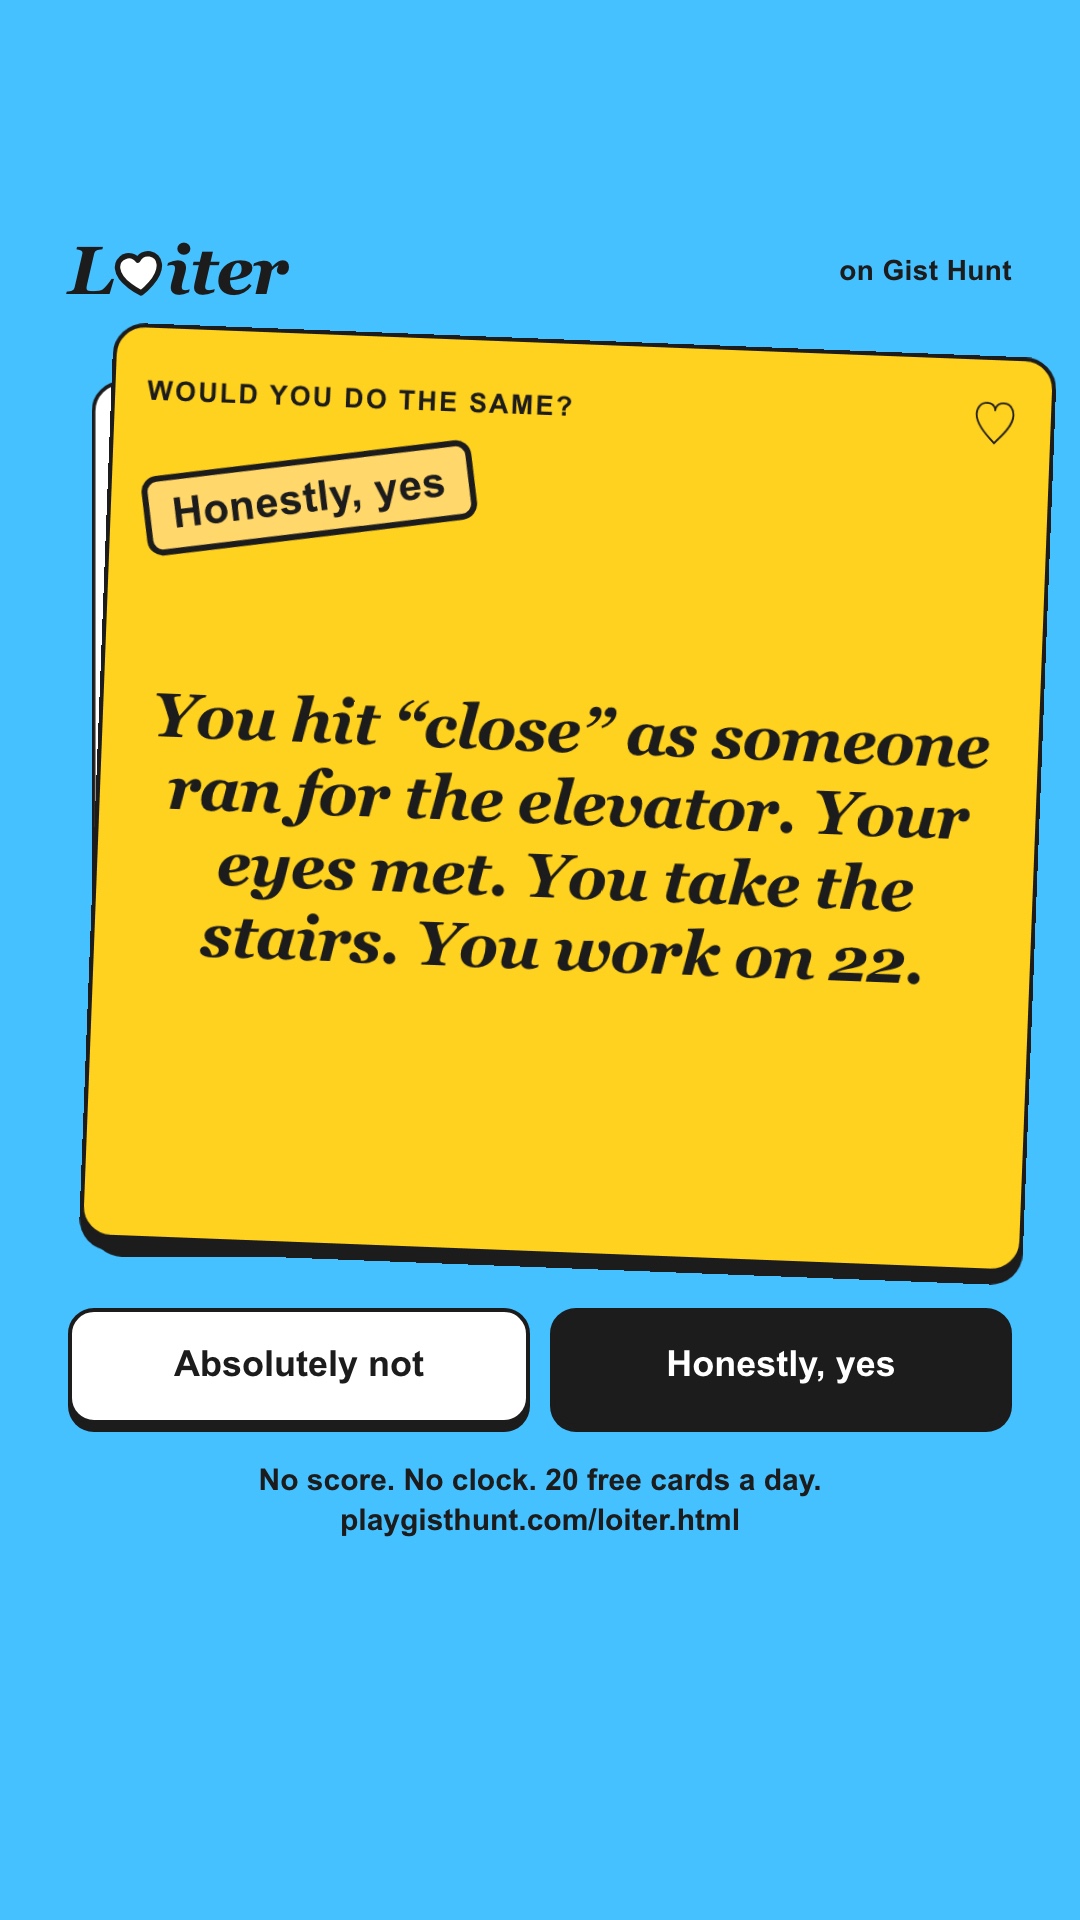 Loiter
on Gist Hunt
WOULD YOU DO THE SAME?
Honestly, yes
You hit “close” as someone
ran for the elevator. Your
eyes met. You take the
stairs. You work on 22.
Absolutely not
Honestly, yes
No score. No clock. 20 free cards a day.
playgisthunt.com/loiter.html